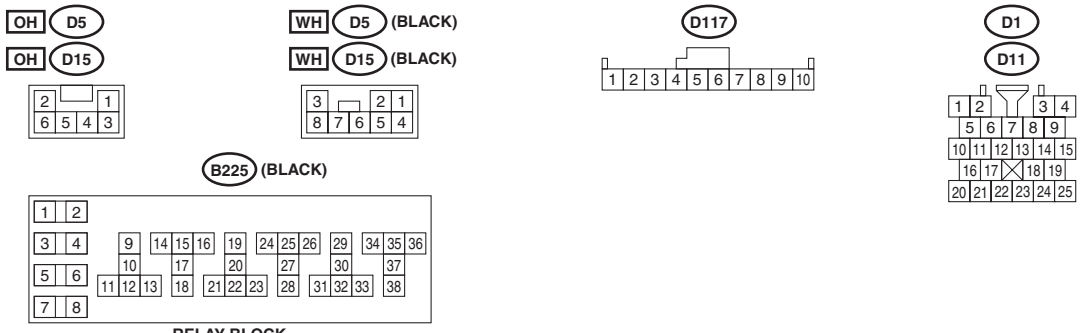 OH D5
OH D15
2 1
6 5 4 3
WH D5 (BLACK)
WH D15 (BLACK)
3 2 1
8 7 6 5 4
D117
1 2 3 4 5 6 7 8 9 10
D1
D11
1 2 3 4
5 6 7 8 9
10 11 12 13 14 15
16 17 18 19
20 21 22 23 24 25
B225 (BLACK)
1 2
3 4 9 14 15 16 19 24 25 26 29 34 35 36
10 17 20 27 30 37
5 6 11 12 13 18 21 22 23 28 31 32 33 38
7 8
RELAY BLOCK